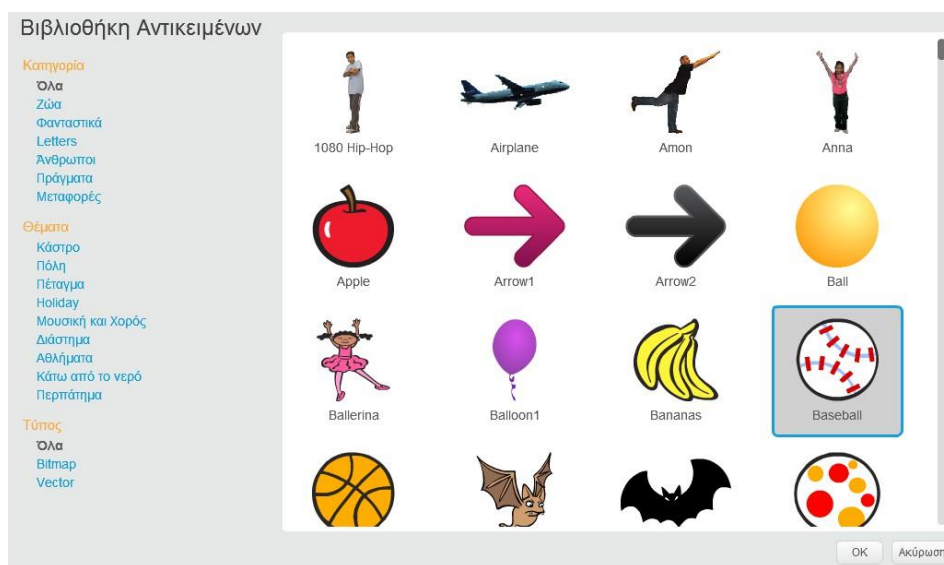 Βιβλιοθήκη Αντικειμένων
Κατηγορία
Όλα
Ζώα
Φανταστικά
Letters
Άνθρωποι
Πράγματα
Μεταφορές
Θέματα
Κάστρο
Πόλη
Πέταγμα
Holiday
Μουσική και Χορός
Διάστημα
Αθλήματα
Κάτω από το νερό
Περπάτημα
Τύπος
Όλα
Bitmap
Vector
1080 Hip-Hop Airplane Amon Anna
Apple Arrow1 Arrow2 Ball
Ballerina Balloon1 Bananas Baseball
OK Ακύρωση